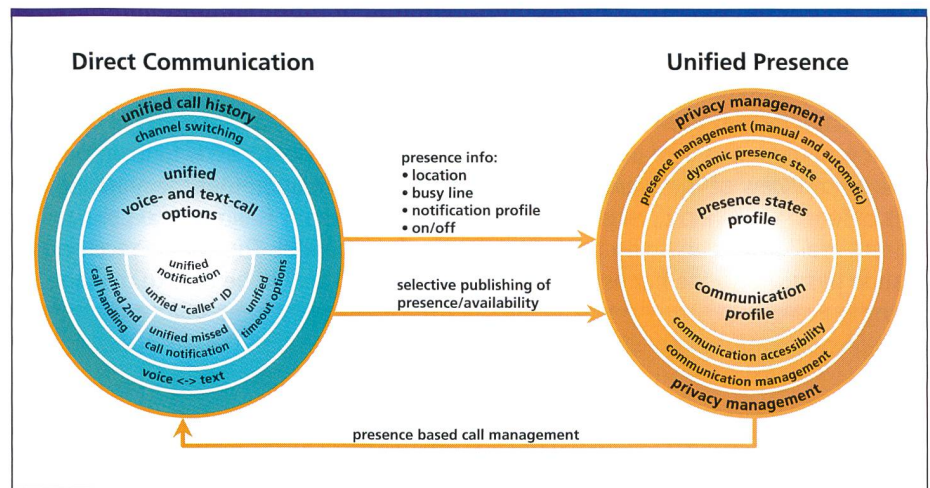 Direct Communication
unified call history
channel switching
unified
voice- and text-call
options
unified
notification
unfied "caller" ID
unified 2nd
call handling
unified missed
call notification
unified
timeout options
voice <-> text
presence info:
• location
• busy line
• notification profile
• on/off
selective publishing of
presence/availability
presence based call management
Unified Presence
privacy management
presence management (manual and automatic)
dynamic presence state
presence states
profile
communication
profile
communication accessibility
communication management
privacy management